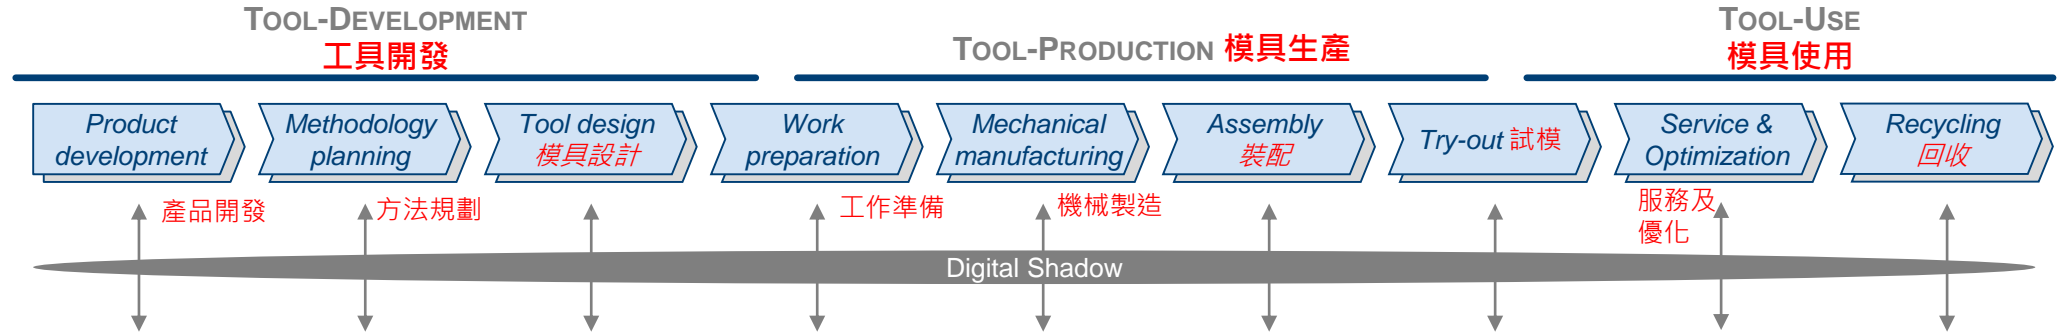 TOOL-DEVELOPMENT
工具開發
TOOL-PRODUCTION 模具生產
TOOL-USE
模具使用
Product
development
Methodology
planning
Tool design
模具設計
Work
preparation
Mechanical
manufacturing
Assembly
裝配
Try-out 試模
Service &
Optimization
Recycling
回收
產品開發
方法規劃
工作準備
機械製造
服務及
優化
Digital Shadow